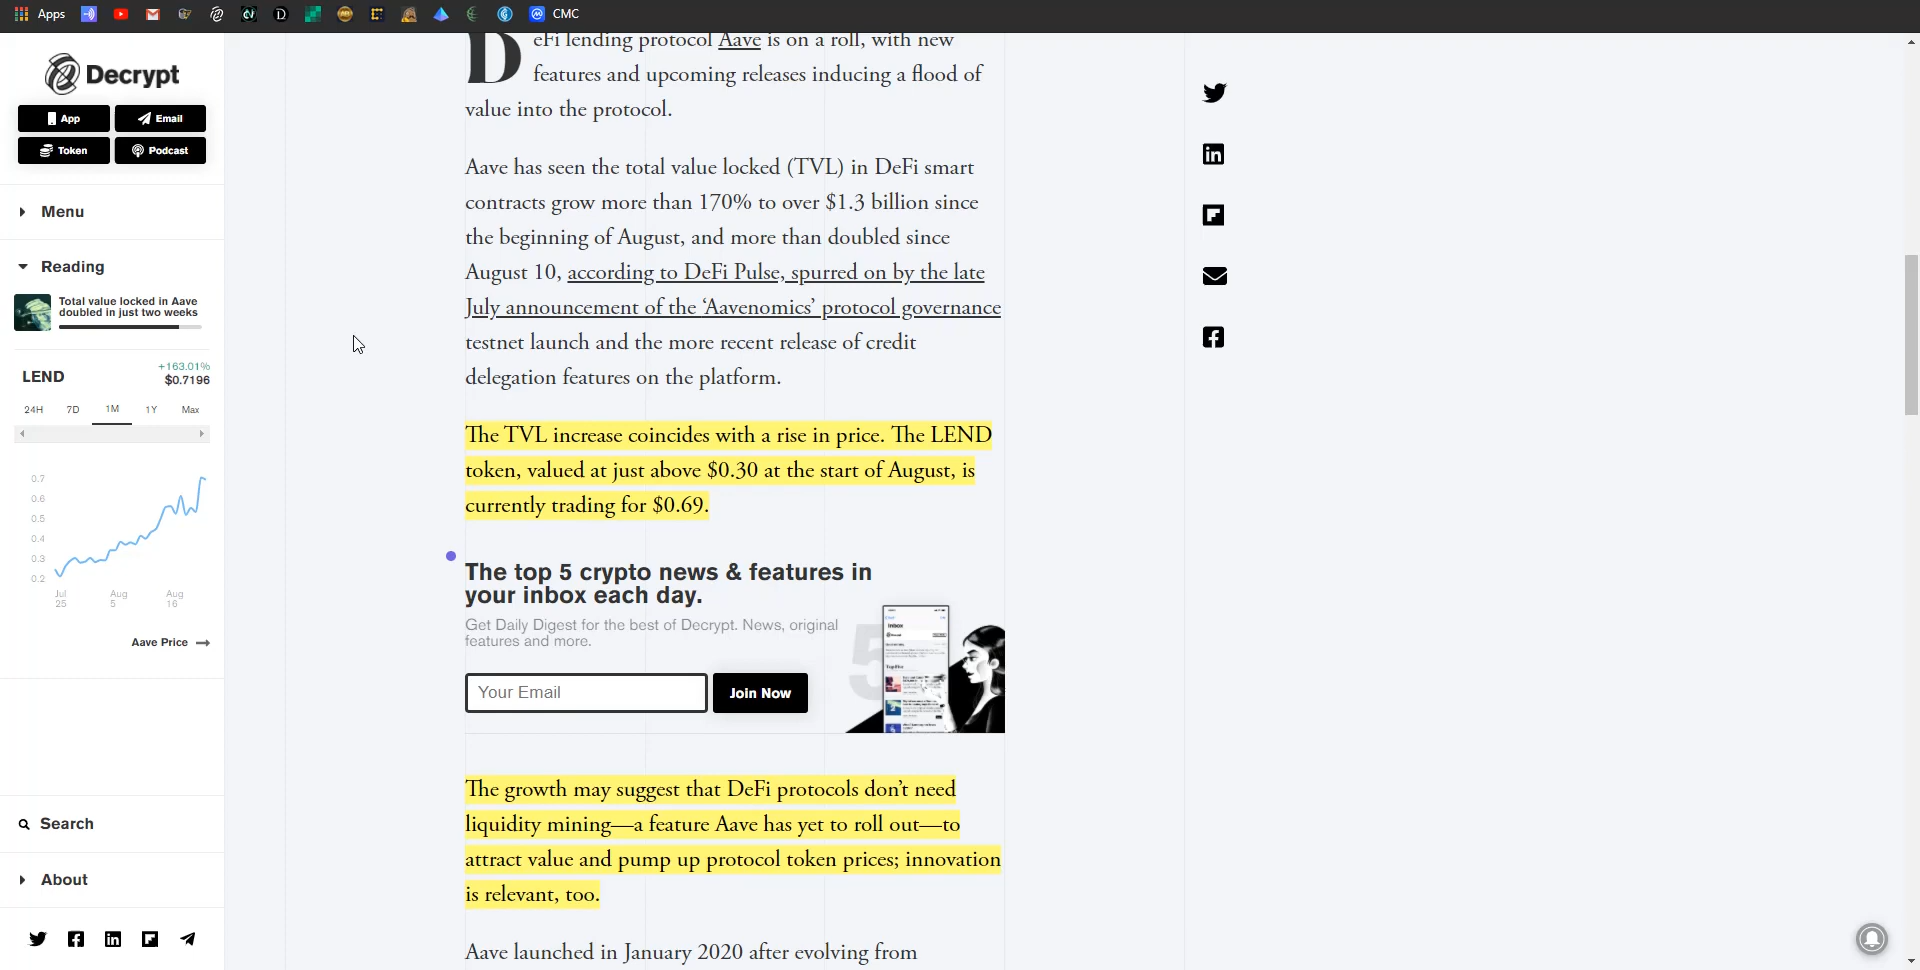 Apps
CMC
Decrypt
App
Email
Token
Podcast
Menu
Reading
Total value locked in Aave
doubled in just two weeks
LEND
+163.01%
$0.7196
24H
7D
1M
1Y
Max
0.7
0.6
0.5
0.4
0.3
0.2
Jul
25
Aug
5
Aug
16
Aave Price
Search
About
DeFi lending protocol Aave is on a roll, with new
features and upcoming releases inducing a flood of
value into the protocol.
Aave has seen the total value locked (TVL) in DeFi smart
contracts grow more than 170% to over $1.3 billion since
the beginning of August, and more than doubled since
August 10, according to DeFi Pulse, spurred on by the late
July announcement of the ‘Aavenomics’ protocol governance
testnet launch and the more recent release of credit
delegation features on the platform.
The TVL increase coincides with a rise in price. The LEND
token, valued at just above $0.30 at the start of August, is
currently trading for $0.69.
The top 5 crypto news & features in
your inbox each day.
Get Daily Digest for the best of Decrypt. News, original
features and more.
Your Email
Join Now
5
Inbox
The growth may suggest that DeFi protocols don’t need
liquidity mining—a feature Aave has yet to roll out—to
attract value and pump up protocol token prices; innovation
is relevant, too.
Aave launched in January 2020 after evolving from